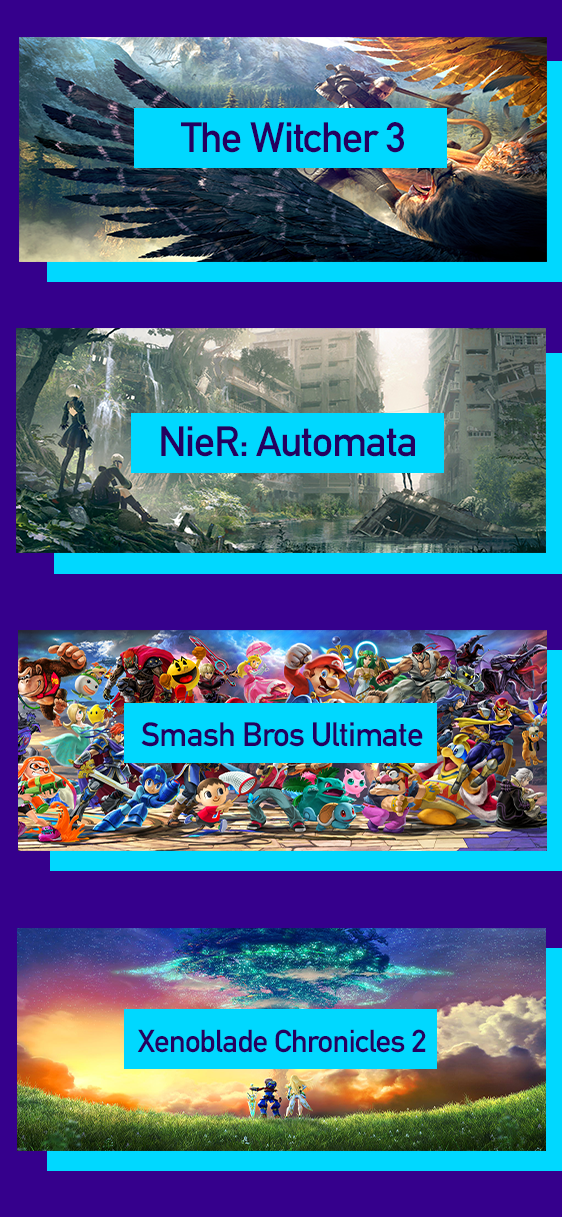 The Witcher 3
NieR: Automata
Smash Bros Ultimate
Xenoblade Chronicles 2